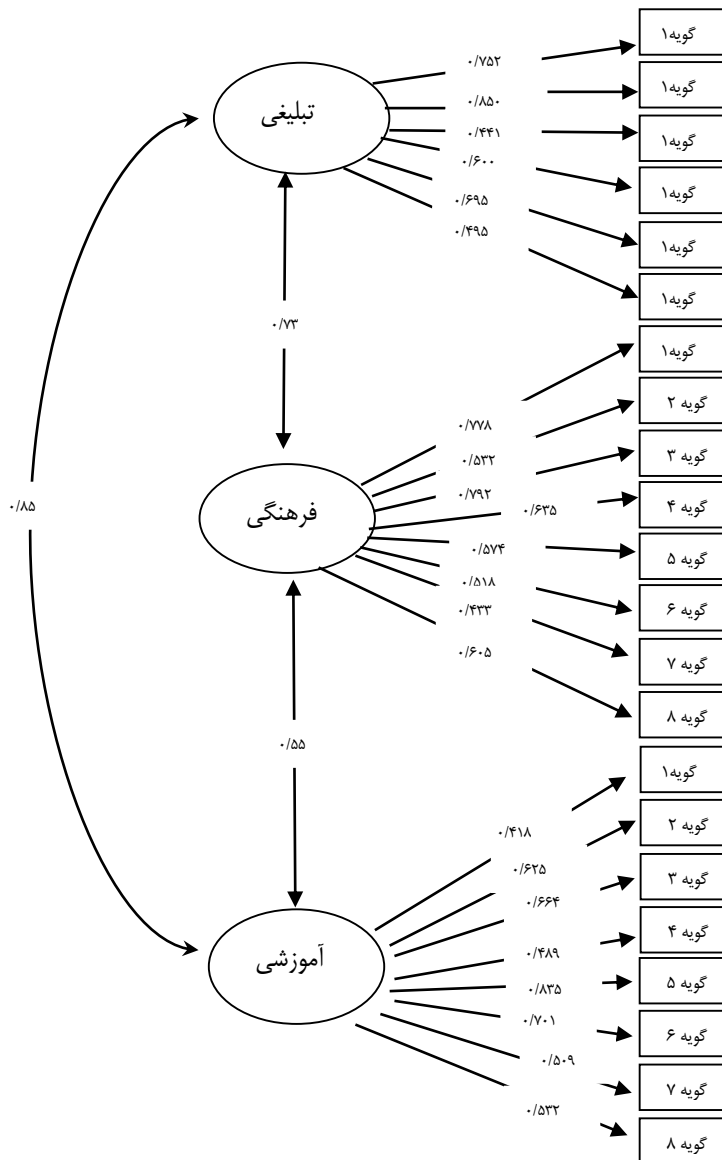 گویه۱
۰/۷۵۲
گویه۱
۰/۸۵۰
تبلیغی
گویه۱
۰/۴۴۱
گویه۱
۰/۶۰۰
گویه۱
۰/۶۹۵
گویه۱
۰/۴۹۵
۰/۷۳
گویه۱
گویه ۲
۰/۷۷۸
گویه ۳
۰/۵۳۲
گویه ۴
۰/۷۹۲
۰/۶۳۵
فرهنگی
۰/۸۵
گویه ۵
۰/۵۷۴
گویه ۶
۰/۵۱۸
۰/۴۳۳
گویه ۷
۰/۶۰۵
گویه ۸
۰/۵۵
گویه۱
گویه ۲
۰/۴۱۸
گویه ۳
۰/۶۲۵
۰/۶۶۴
گویه ۴
۰/۴۸۹
آموزشی
گویه ۵
۰/۸۳۵
گویه ۶
۰/۷۰۱
۰/۵۰۹
گویه ۷
۰/۵۳۲
گویه ۸